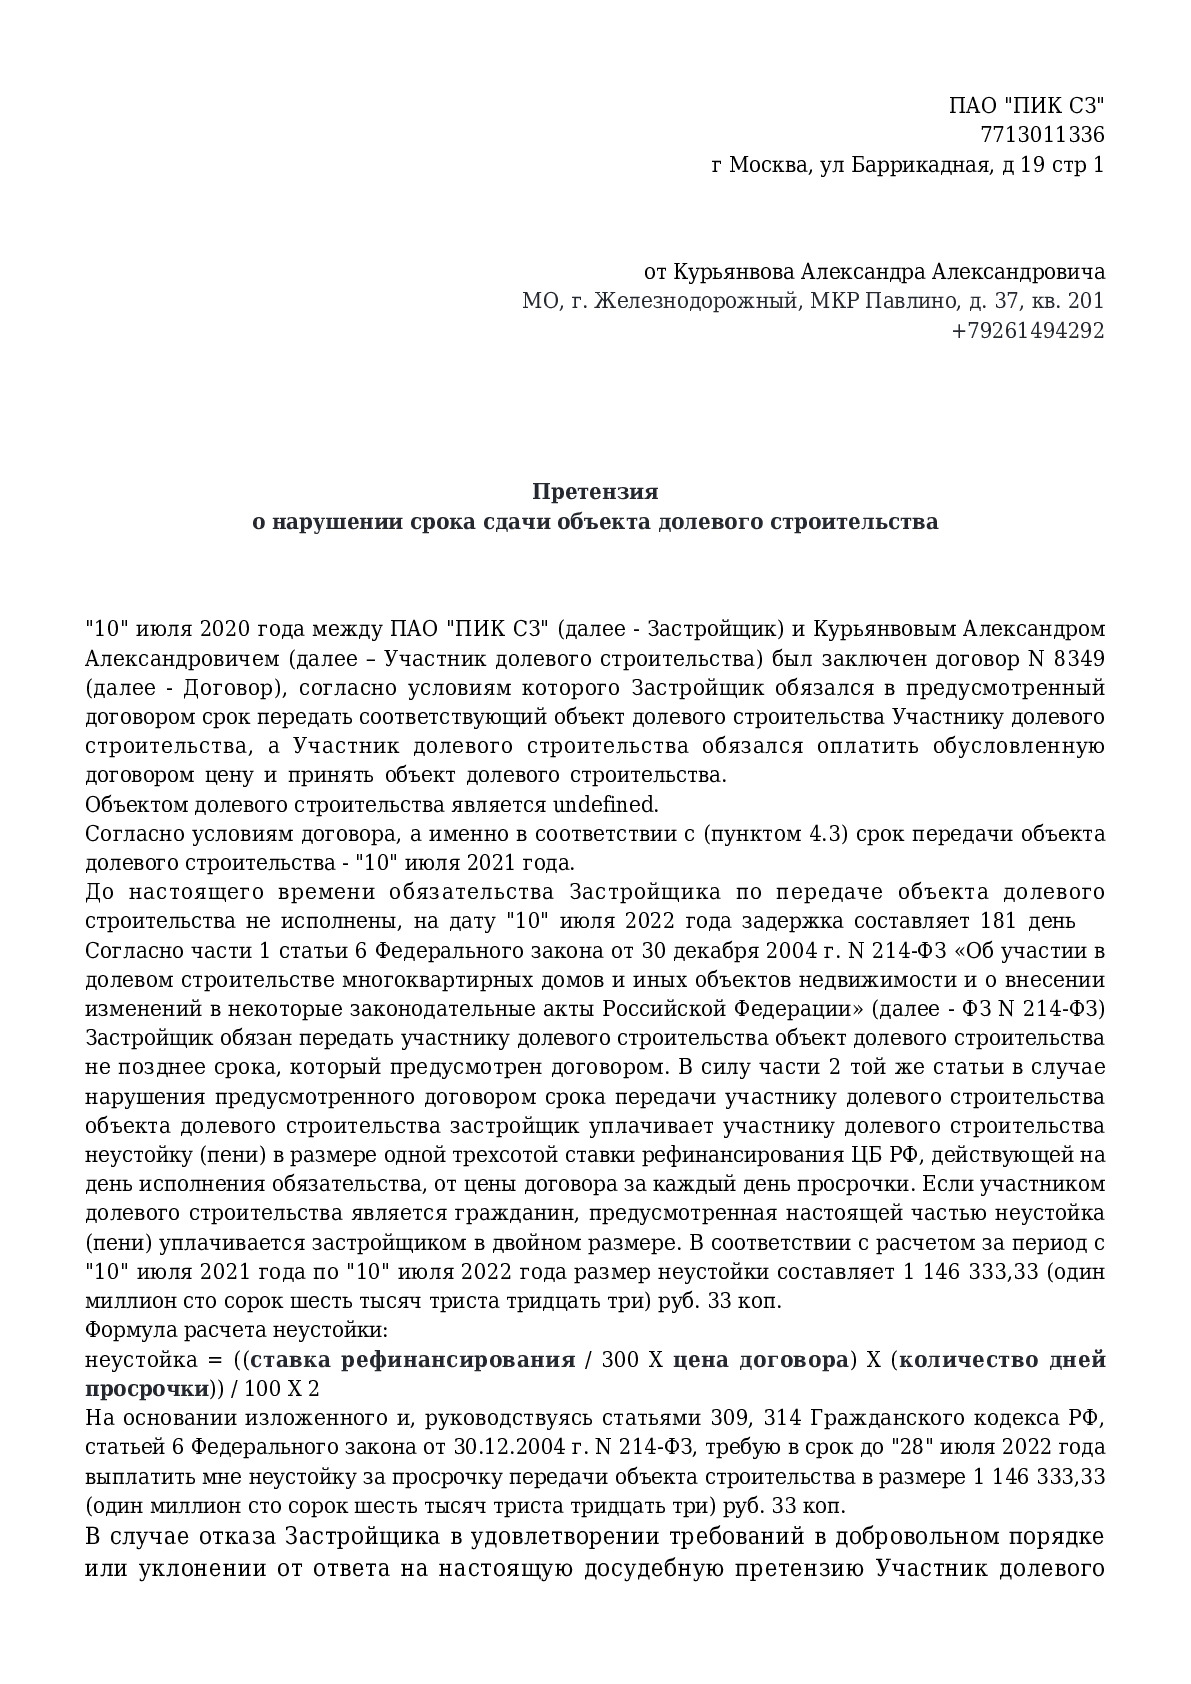 ПАО "ПИК СЗ"
7713011336
г Москва, ул Баррикадная, д 19 стр 1
от Курьянвова Александра Александровича
МО, г. Железнодорожный, МКР Павлино, д. 37, кв. 201
+79261494292
Претензия
о нарушении срока сдачи объекта долевого строительства
"10" июля 2020 года между ПАО "ПИК СЗ" (далее - Застройщик) и Курьянвовым Александром
Александровичем (далее – Участник долевого строительства) был заключен договор N 8349
(далее - Договор), согласно условиям которого Застройщик обязался в предусмотренный
договором срок передать соответствующий объект долевого строительства Участнику долевого
строительства, а Участник долевого строительства обязался оплатить обусловленную
договором цену и принять объект долевого строительства.
Объектом долевого строительства является undefined.
Согласно условиям договора, а именно в соответствии с (пунктом 4.3) срок передачи объекта
долевого строительства - "10" июля 2021 года.
До настоящего времени обязательства Застройщика по передаче объекта долевого
строительства не исполнены, на дату "10" июля 2022 года задержка составляет 181 день
Согласно части 1 статьи 6 Федерального закона от 30 декабря 2004 г. N 214-ФЗ «Об участии в
долевом строительстве многоквартирных домов и иных объектов недвижимости и о внесении
изменений в некоторые законодательные акты Российской Федерации» (далее - ФЗ N 214-ФЗ)
Застройщик обязан передать участнику долевого строительства объект долевого строительства
не позднее срока, который предусмотрен договором. В силу части 2 той же статьи в случае
нарушения предусмотренного договором срока передачи участнику долевого строительства
объекта долевого строительства застройщик уплачивает участнику долевого строительства
неустойку (пени) в размере одной трехсотой ставки рефинансирования ЦБ РФ, действующей на
день исполнения обязательства, от цены договора за каждый день просрочки. Если участником
долевого строительства является гражданин, предусмотренная настоящей частью неустойка
(пени) уплачивается застройщиком в двойном размере. В соответствии с расчетом за период с
"10" июля 2021 года по "10" июля 2022 года размер неустойки составляет 1 146 333,33 (один
миллион сто сорок шесть тысяч триста тридцать три) руб. 33 коп.
Формула расчета неустойки:
неустойка = ((ставка рефинансирования / 300 Х цена договора) Х (количество дней
просрочки)) / 100 Х 2
На основании изложенного и, руководствуясь статьями 309, 314 Гражданского кодекса РФ,
статьей 6 Федерального закона от 30.12.2004 г. N 214-ФЗ, требую в срок до "28" июля 2022 года
выплатить мне неустойку за просрочку передачи объекта строительства в размере 1 146 333,33
(один миллион сто сорок шесть тысяч триста тридцать три) руб. 33 коп.
В случае отказа Застройщика в удовлетворении требований в добровольном порядке
или уклонении от ответа на настоящую досудебную претензию Участник долевого